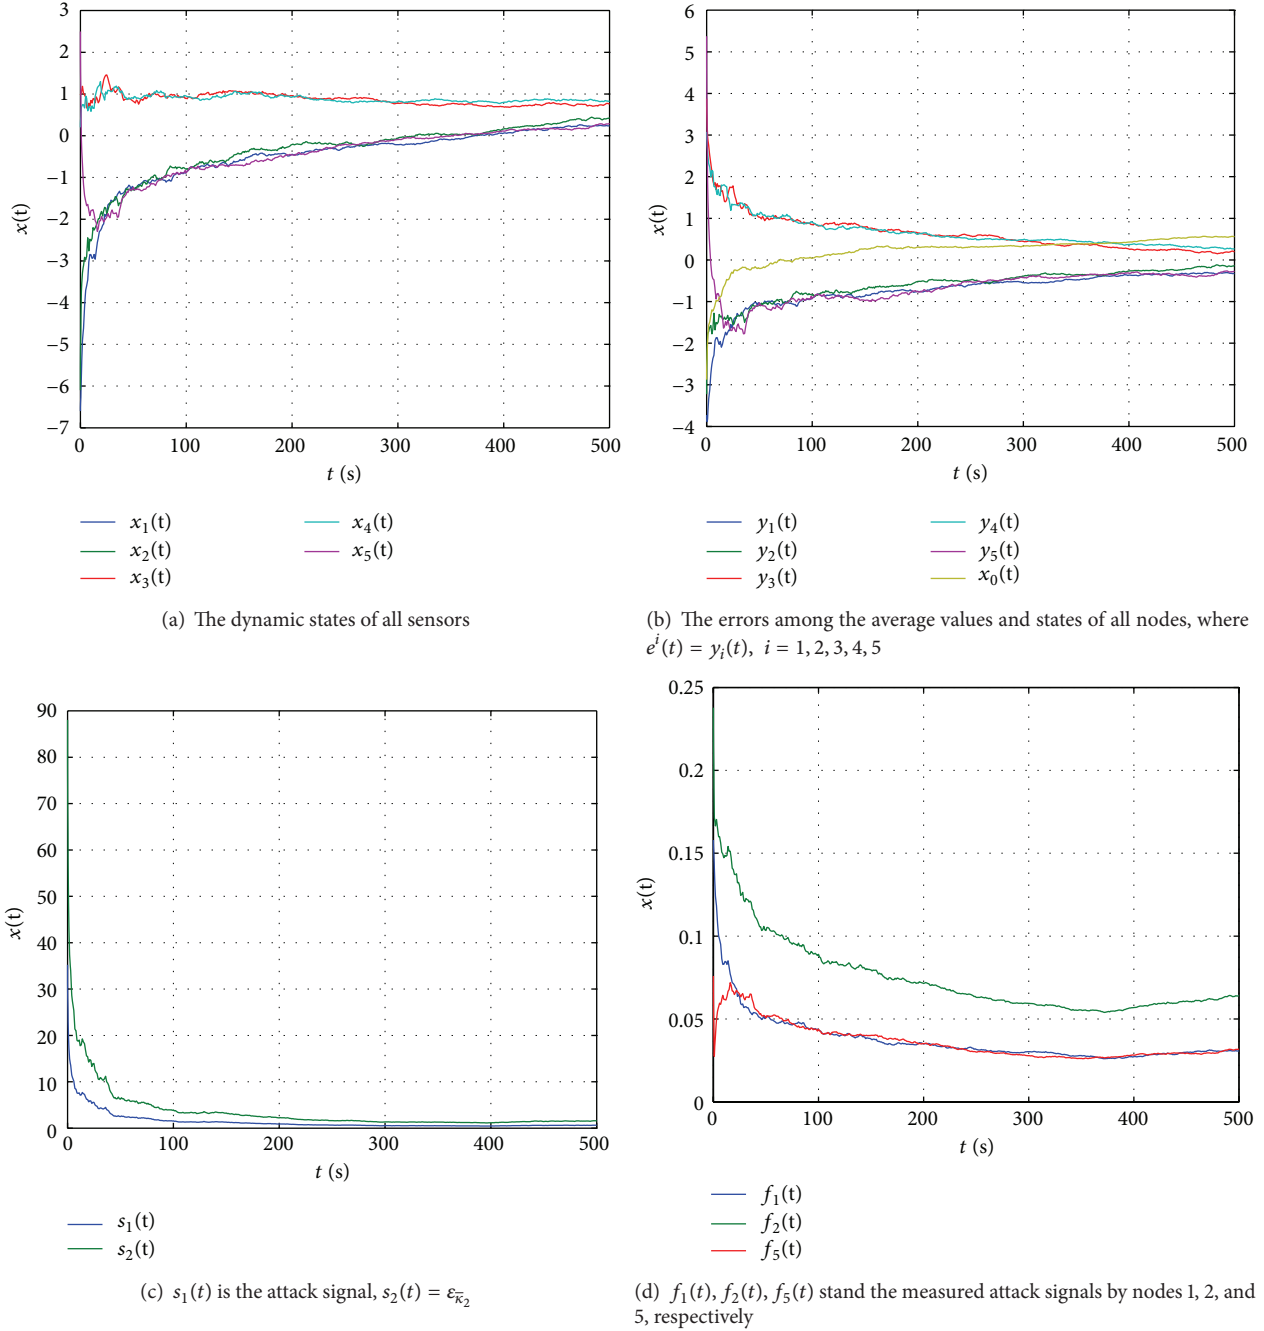 3
2
1
0
−1
−2
−3
−4
−5
−6
−7
x(t)
0 100 200 300 400 500
t (s)
x1(t) x4(t)
x2(t) x5(t)
x3(t)
(a) The dynamic states of all sensors
6
5
4
3
2
1
0
−1
−2
−3
−4
x(t)
0 100 200 300 400 500
t (s)
y1(t) y4(t)
y2(t) y5(t)
y3(t) x0(t)
(b) The errors among the average values and states of all nodes, where
e^i(t) = y_i(t), i = 1, 2, 3, 4, 5
90
80
70
60
50
40
30
20
10
0
x(t)
0 100 200 300 400 500
t (s)
s1(t)
s2(t)
(c) s1(t) is the attack signal, s2(t) = ε_κ̄2
0.25
0.2
0.15
0.1
0.05
0
x(t)
0 100 200 300 400 500
t (s)
f1(t)
f2(t)
f5(t)
(d) f1(t), f2(t), f5(t) stand the measured attack signals by nodes 1, 2, and
5, respectively